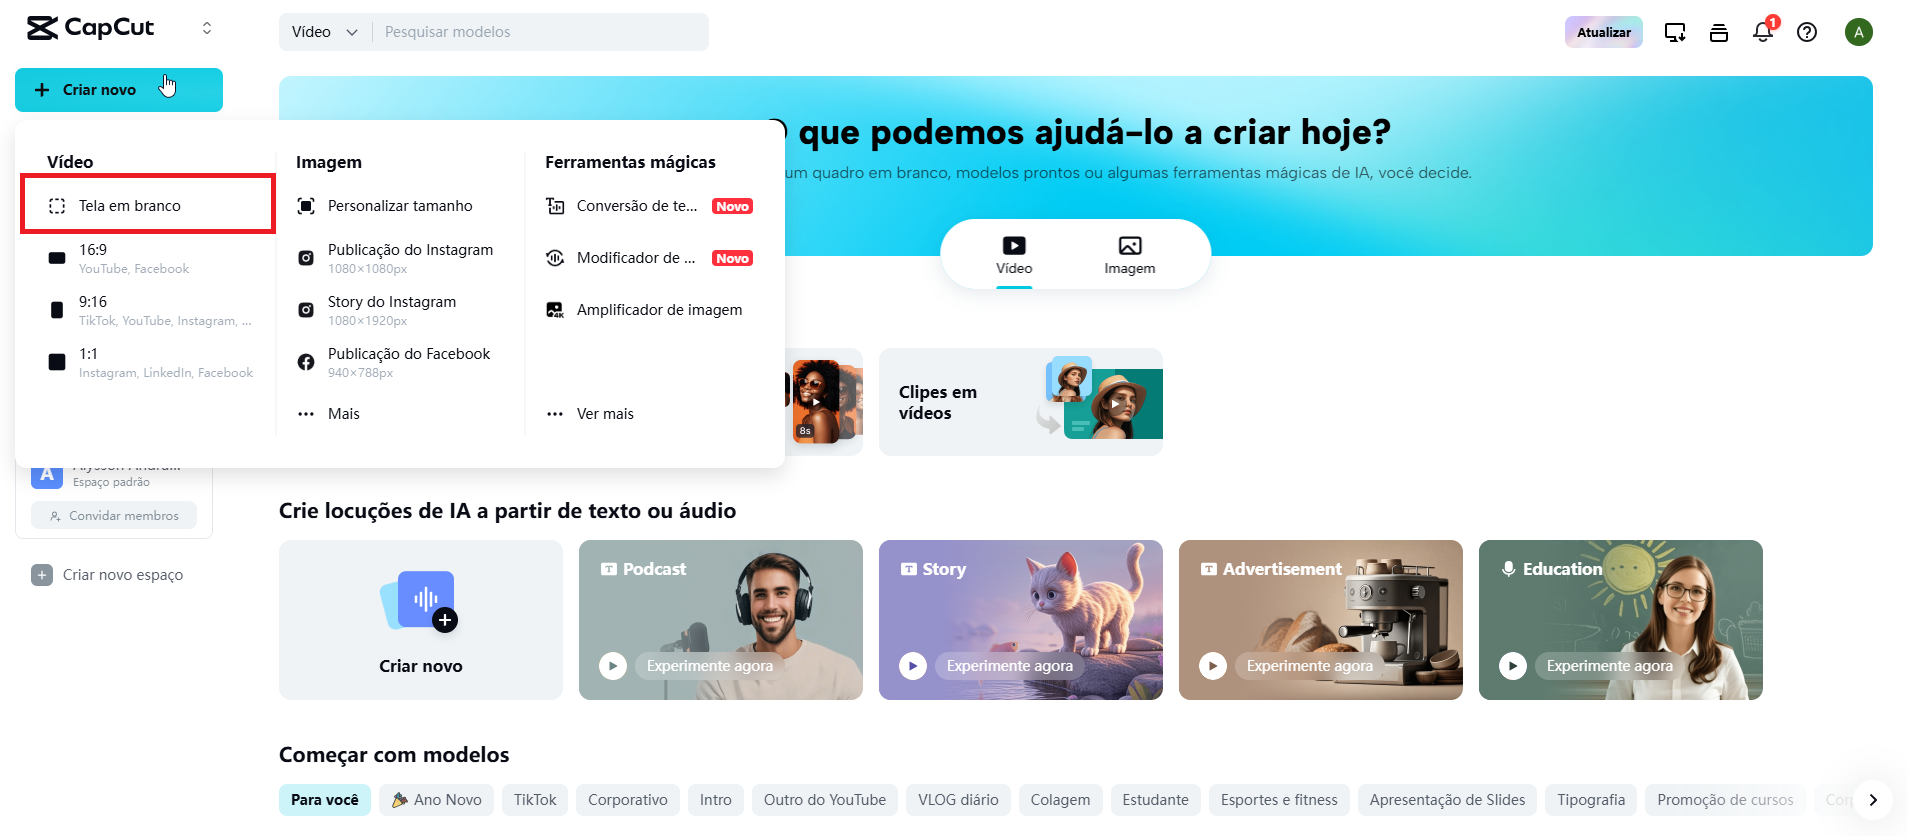 CapCut
Vídeo
Pesquisar modelos
Atualizar
1
A
Criar novo
que podemos ajudá-lo a criar hoje?
um quadro em branco, modelos prontos ou algumas ferramentas mágicas de IA, você decide.
Vídeo
Imagem
Vídeo
Tela em branco
16:9
YouTube, Facebook
9:16
TikTok, YouTube, Instagram, ...
1:1
Instagram, LinkedIn, Facebook
Imagem
Personalizar tamanho
Publicação do Instagram
1080×1080px
Story do Instagram
1080×1920px
Publicação do Facebook
940×788px
Mais
Ferramentas mágicas
Conversão de te... Novo
Modificador de ... Novo
4K
Amplificador de imagem
Ver mais
8s
Clipes em
vídeos
A
Espaço padrão
Convidar membros
Criar novo espaço
Crie locuções de IA a partir de texto ou áudio
Criar novo
Podcast
Experimente agora
Story
Experimente agora
Advertisement
Experimente agora
Education
Experimente agora
Começar com modelos
Para você
Ano Novo
TikTok
Corporativo
Intro
Outro do YouTube
VLOG diário
Colagem
Estudante
Esportes e fitness
Apresentação de Slides
Tipografia
Promoção de cursos